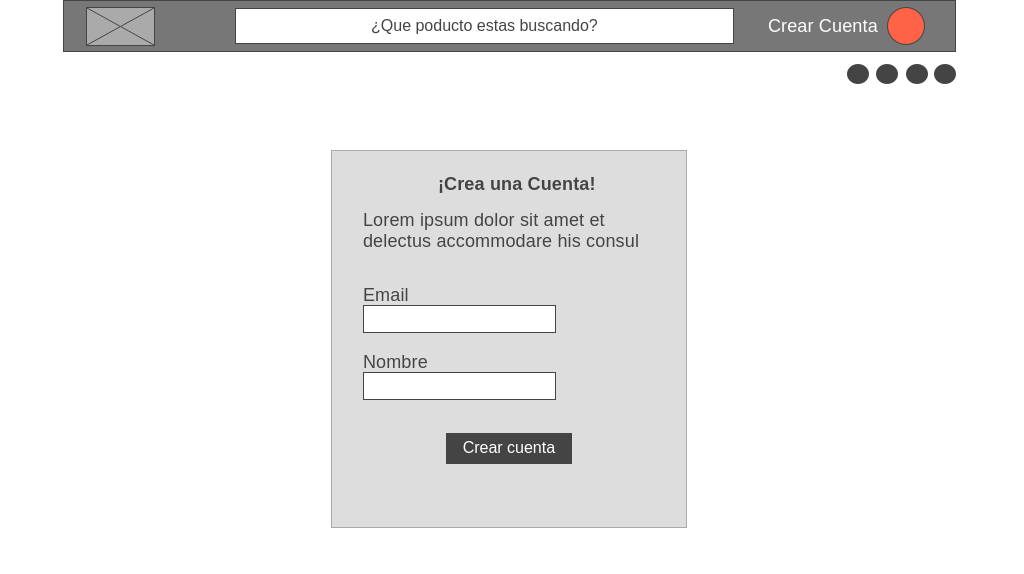 ¿Que poducto estas buscando?
Crear Cuenta
¡Crea una Cuenta!
Lorem ipsum dolor sit amet et
delectus accommodare his consul
Email
Nombre
Crear cuenta